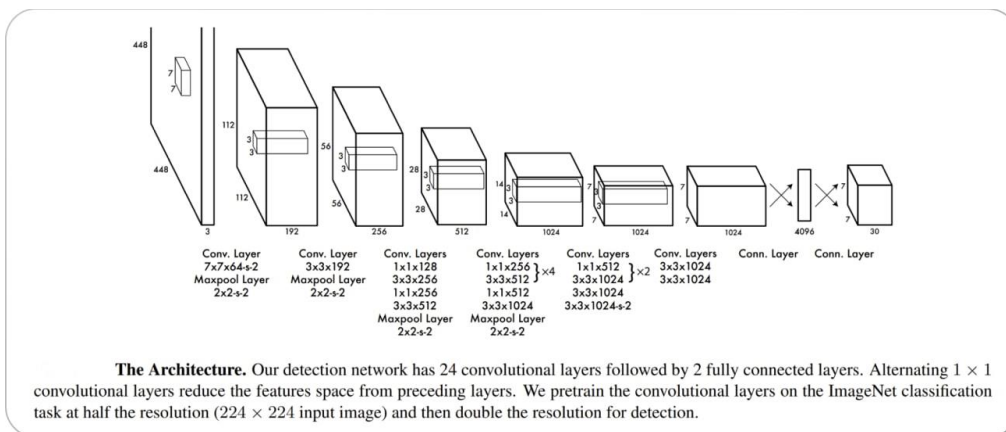 448
7
7
448
3
112
3
3
112
192
56
3
3
56
256
28
3
3
28
512
14
3
3
14
1024
7
3
3
7
1024
7
7
1024
4096
7
7
30
Conv. Layer
7x7x64-s-2
Maxpool Layer
2x2-s-2
Conv. Layer
3x3x192
Maxpool Layer
2x2-s-2
Conv. Layers
1x1x128
3x3x256
1x1x256
3x3x512
Maxpool Layer
2x2-s-2
Conv. Layers
1x1x256
3x3x512
}×4
1x1x512
3x3x1024
Maxpool Layer
2x2-s-2
Conv. Layers
1x1x512
3x3x1024
}×2
3x3x1024
3x3x1024-s-2
Conv. Layers
3x3x1024
3x3x1024
Conn. Layer
Conn. Layer
The Architecture. Our detection network has 24 convolutional layers followed by 2 fully connected layers. Alternating 1 × 1
convolutional layers reduce the features space from preceding layers. We pretrain the convolutional layers on the ImageNet classification
task at half the resolution (224 × 224 input image) and then double the resolution for detection.